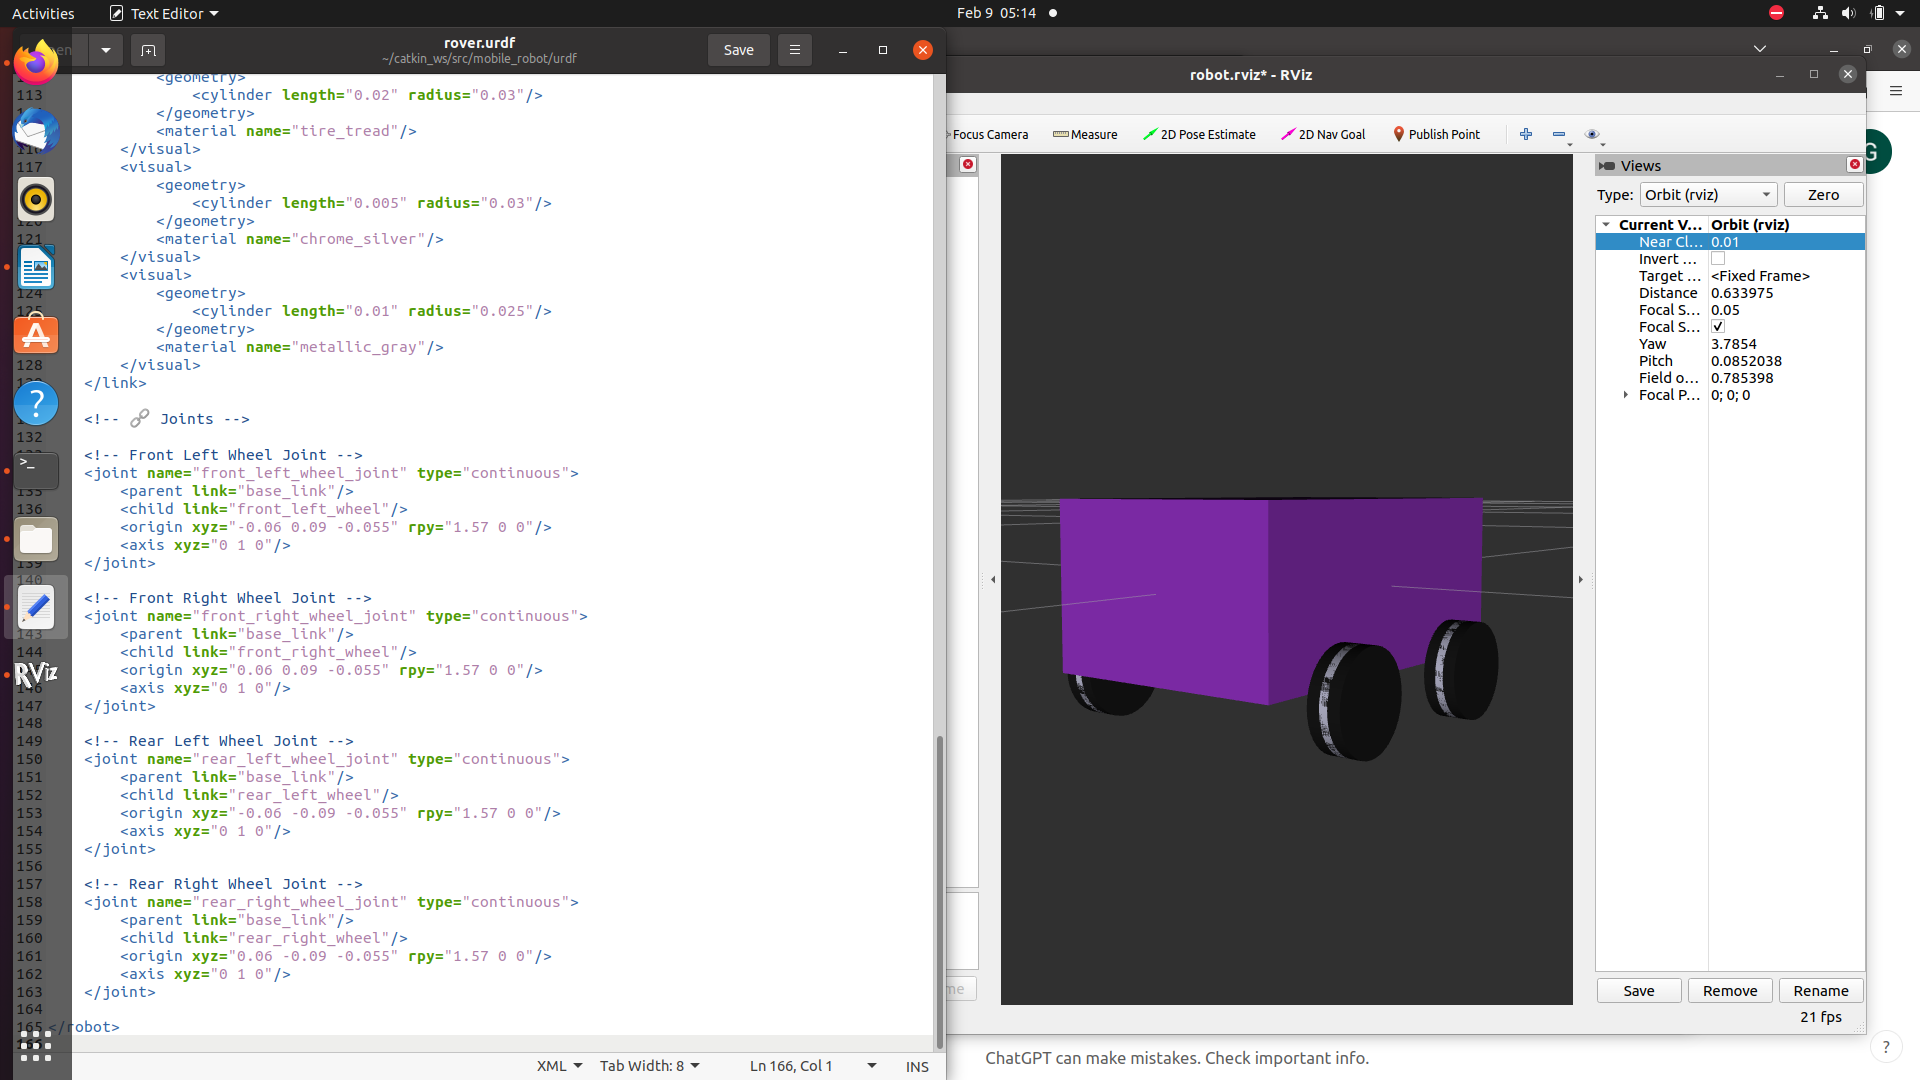 Activities
Text Editor
Feb 9 05:14
rover.urdf
~/catkin_ws/src/mobile_robot/urdf
Save
<geometry>
113 <cylinder length="0.02" radius="0.03"/>
</geometry>
<material name="tire_tread"/>
</visual>
117 <visual>
<geometry>
<cylinder length="0.005" radius="0.03"/>
</geometry>
121 <material name="chrome_silver"/>
</visual>
<visual>
124 <geometry>
<cylinder length="0.01" radius="0.025"/>
</geometry>
<material name="metallic_gray"/>
128 </visual>
</link>
<!-- 🔗 Joints -->
132
<!-- Front Left Wheel Joint -->
<joint name="front_left_wheel_joint" type="continuous">
135 <parent link="base_link"/>
136 <child link="front_left_wheel"/>
<origin xyz="-0.06 0.09 -0.055" rpy="1.57 0 0"/>
<axis xyz="0 1 0"/>
139 </joint>
140
<!-- Front Right Wheel Joint -->
<joint name="front_right_wheel_joint" type="continuous">
143 <parent link="base_link"/>
144 <child link="front_right_wheel"/>
<origin xyz="0.06 0.09 -0.055" rpy="1.57 0 0"/>
146 <axis xyz="0 1 0"/>
147 </joint>
148
149 <!-- Rear Left Wheel Joint -->
150 <joint name="rear_left_wheel_joint" type="continuous">
151 <parent link="base_link"/>
152 <child link="rear_left_wheel"/>
153 <origin xyz="-0.06 -0.09 -0.055" rpy="1.57 0 0"/>
154 <axis xyz="0 1 0"/>
155 </joint>
156
157 <!-- Rear Right Wheel Joint -->
158 <joint name="rear_right_wheel_joint" type="continuous">
159 <parent link="base_link"/>
160 <child link="rear_right_wheel"/>
161 <origin xyz="0.06 -0.09 -0.055" rpy="1.57 0 0"/>
162 <axis xyz="0 1 0"/>
163 </joint>
164
165 </robot>
XML
Tab Width: 8
Ln 166, Col 1
INS
RViz
robot.rviz* - RViz
Focus Camera
Measure
2D Pose Estimate
2D Nav Goal
Publish Point
G
Views
Type: Orbit (rviz) Zero
Current V... Orbit (rviz)
Near Cl... 0.01
Invert ...
Target ... <Fixed Frame>
Distance 0.633975
Focal S... 0.05
Focal S... ✓
Yaw 3.7854
Pitch 0.0852038
Field o... 0.785398
Focal P... 0; 0; 0
Save Remove Rename
21 fps
ChatGPT can make mistakes. Check important info.
?